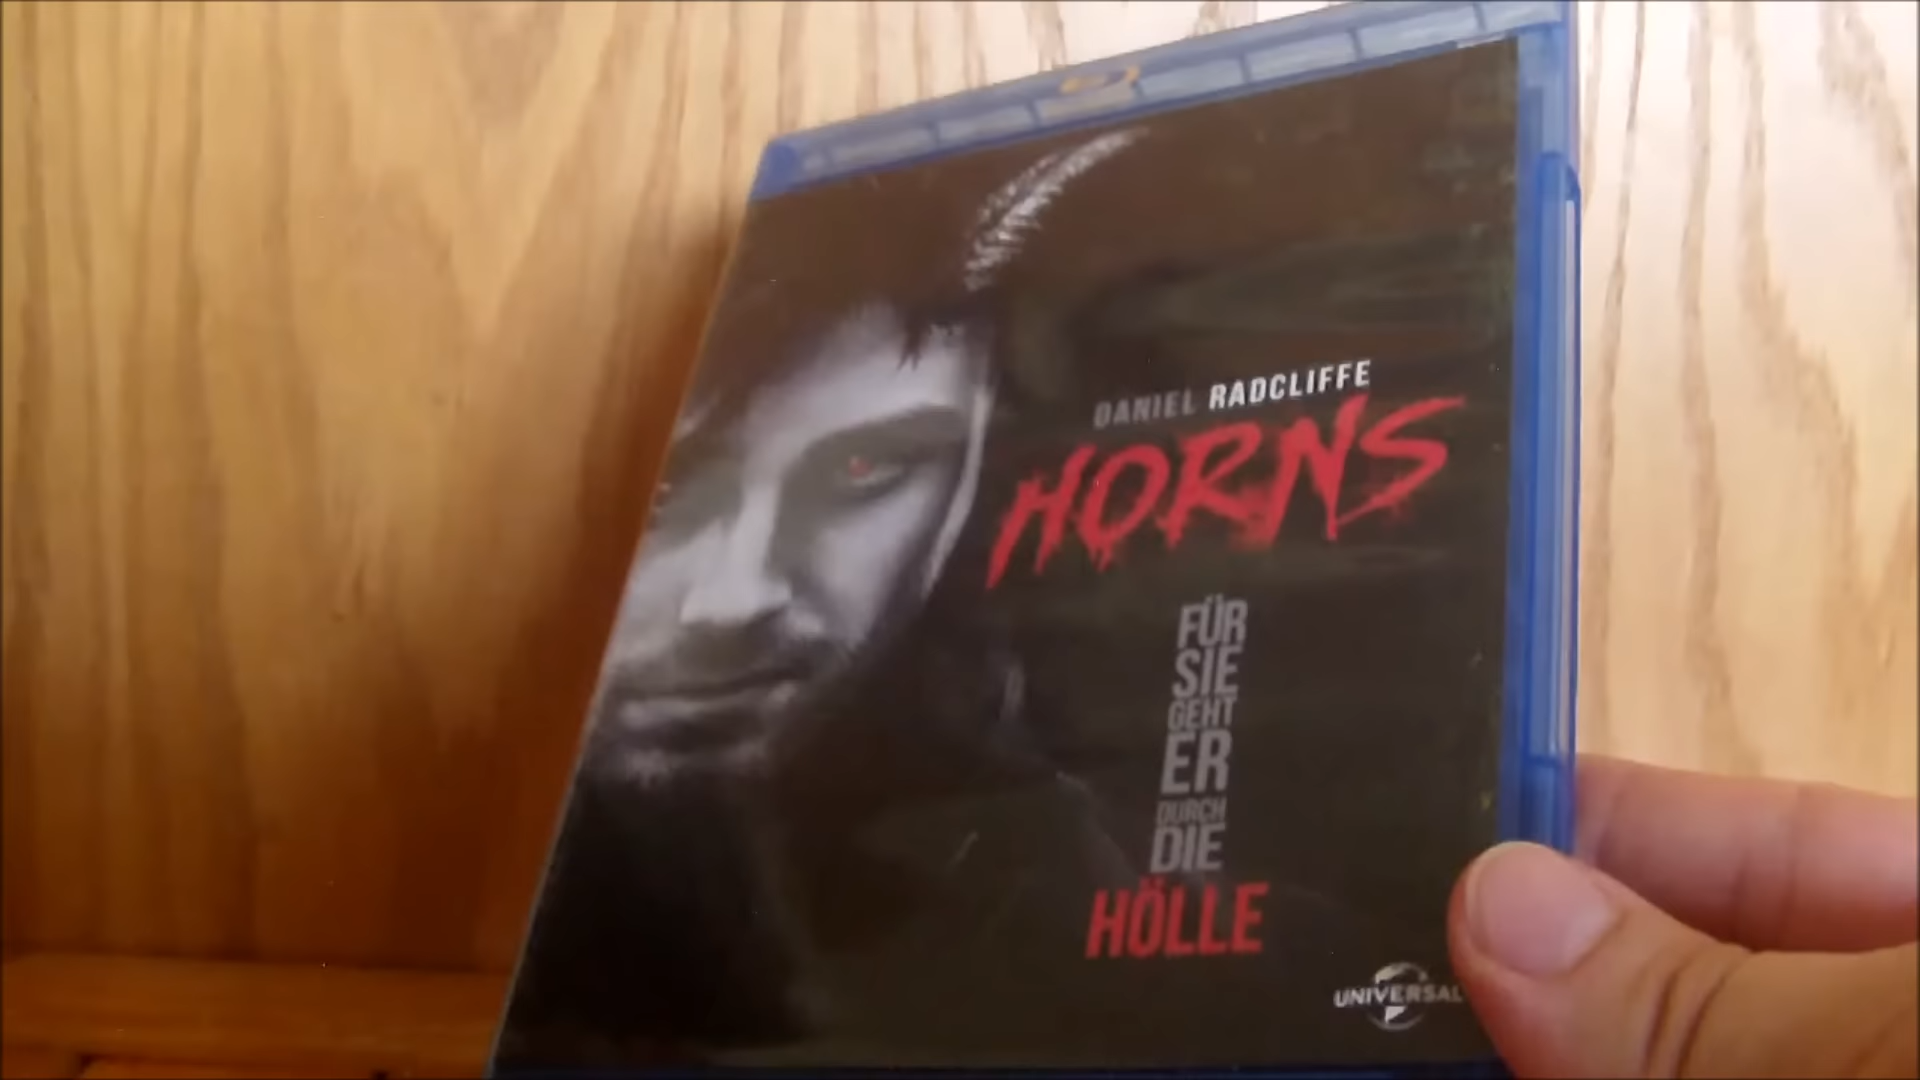 DANIEL RADCLIFFE
HORNS
FÜR
SIE
GEHT
ER
DURCH
DIE
HÖLLE
UNIVERSAL